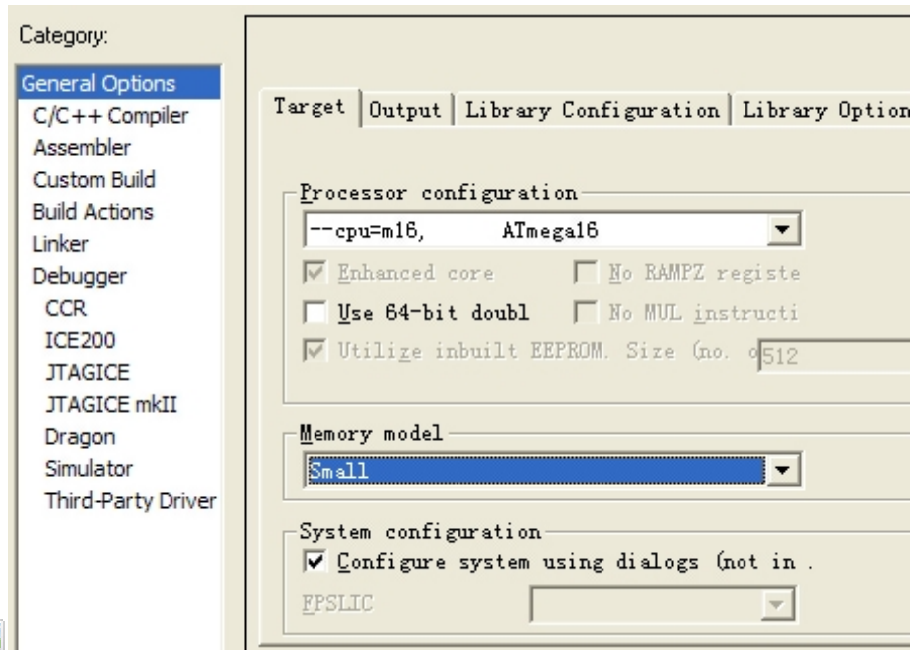 Category:
General Options
C/C++ Compiler
Assembler
Custom Build
Build Actions
Linker
Debugger
CCR
ICE200
JTAGICE
JTAGICE mkII
Dragon
Simulator
Third-Party Driver
Target Output Library Configuration Library Option
Processor configuration
--cpu=m16, ATmega16
Enhanced core No RAMPZ registe
Use 64-bit doubl No MUL instructi
Utilize inbuilt EEPROM. Size (no. o 512
Memory model
Small
System configuration
Configure system using dialogs (not in .
FPSLIC